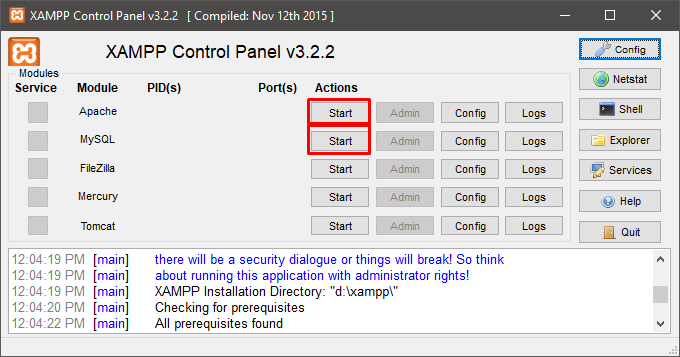 XAMPP Control Panel v3.2.2 [ Compiled: Nov 12th 2015 ]
XAMPP Control Panel v3.2.2
Config
Modules
Service Module PID(s) Port(s) Actions
Netstat
Apache Start Admin Config Logs
Shell
MySQL Start Admin Config Logs
Explorer
FileZilla Start Admin Config Logs
Services
Mercury Start Admin Config Logs
Help
Tomcat Start Admin Config Logs
Quit
12:04:19 PM [main] there will be a security dialogue or things will break! So think
12:04:19 PM [main] about running this application with administrator rights!
12:04:19 PM [main] XAMPP Installation Directory: "d:\xampp\"
12:04:20 PM [main] Checking for prerequisites
12:04:22 PM [main] All prerequisites found